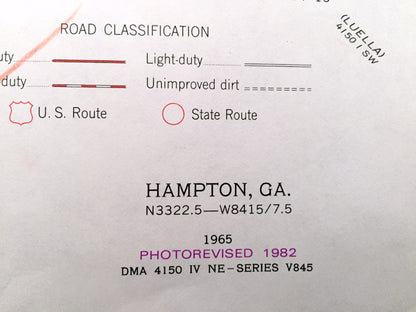 ROAD CLASSIFICATION
(LUELLA)
4150 I SW
Light-duty
duty
Unimproved dirt
U. S. Route
State Route
HAMPTON, GA.
N3322.5—W8415/7.5
1965
PHOTOREVISED 1982
DMA 4150 IV NE-SERIES V845